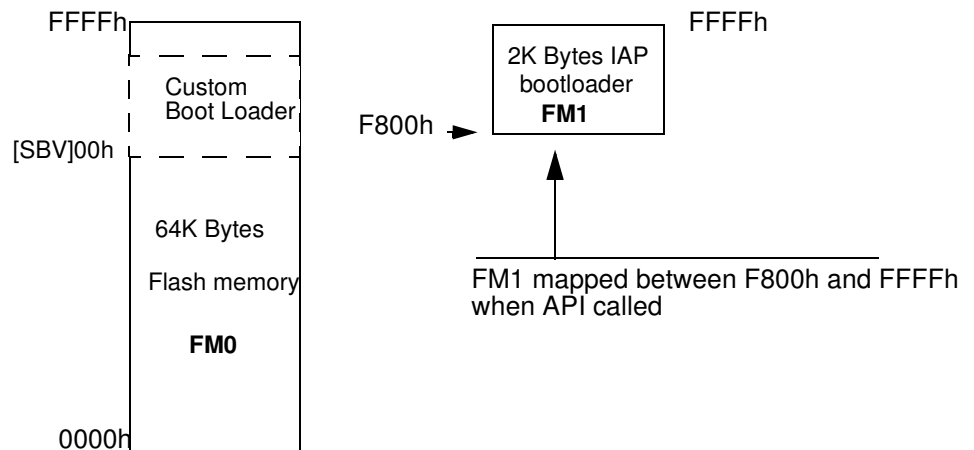 FFFFh
Custom
Boot Loader
[SBV]00h
64K Bytes
Flash memory
FM0
0000h
FFFFh
2K Bytes IAP
bootloader
FM1
F800h
FM1 mapped between F800h and FFFFh
when API called